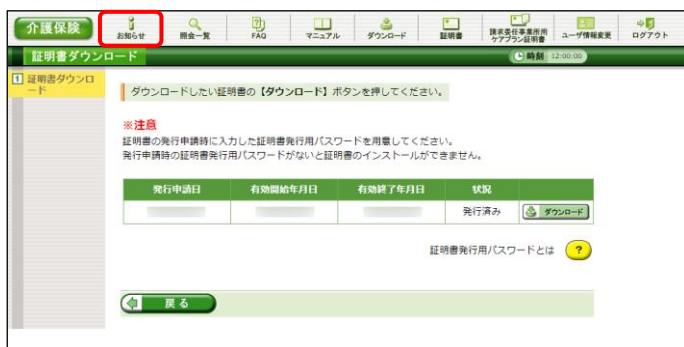 介護保険
お知らせ
照会一覧
FAQ
マニュアル
ダウンロード
証明書
請求委任事業所用
ケアプラン証明書
ユーザ情報変更
ログアウト
証明書ダウンロード
時刻 12:00:00
1 証明書ダウンロ
ード
ダウンロードしたい証明書の【ダウンロード】ボタンを押してください。
※注意
証明書の発行申請時に入力した証明書発行用パスワードを用意してください。
発行申請時の証明書発行用パスワードがないと証明書のインストールができません。
発行申請日 有効開始年月日 有効終了年月日 状況
発行済み ダウンロード
証明書発行用パスワードとは ?
戻る